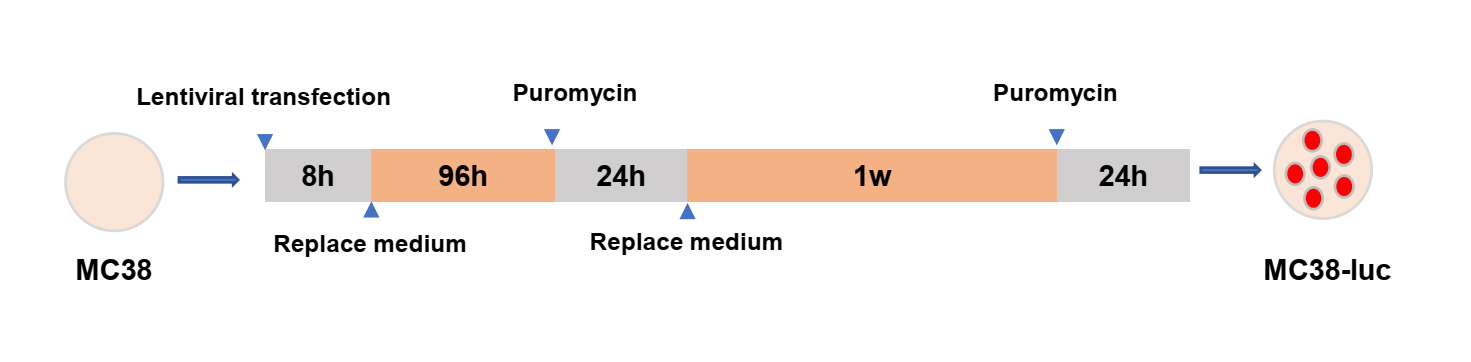 Lentiviral transfection
Puromycin
Puromycin
8h
96h
24h
1w
24h
Replace medium
Replace medium
MC38
MC38-luc